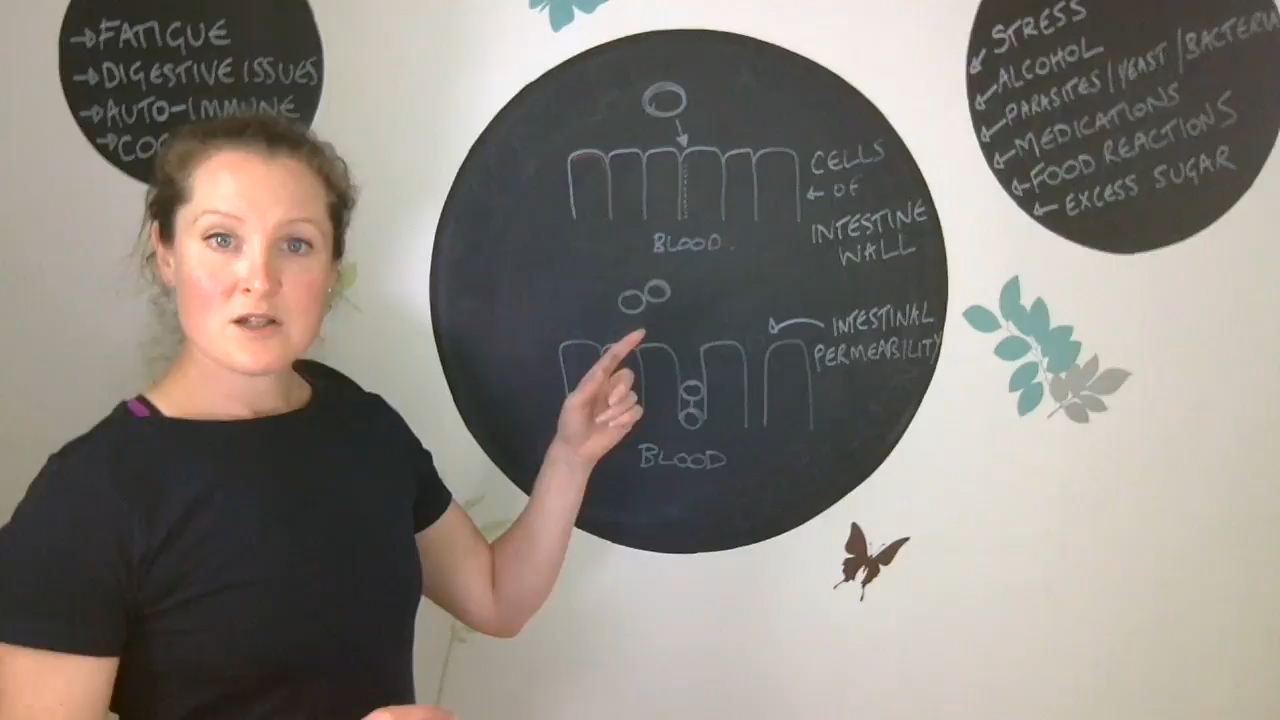 →FATIGUE
→DIGESTIVE ISSUES
→AUTO-IMMUNE
CELLS
← OF
INTESTINE
WALL
BLOOD.
INTESTINAL
PERMEABILITY
BLOOD
STRESS
ALCOHOL
PARASITES/YEAST/BACTERIA
MEDICATIONS
FOOD REACTIONS
EXCESS SUGAR